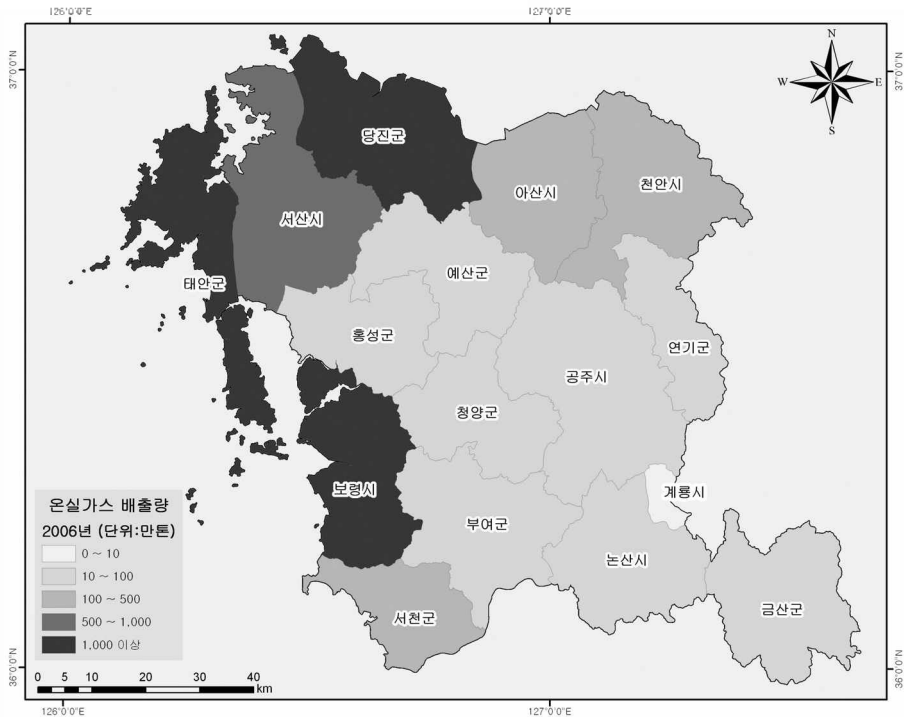 126°0'0"E
127°0'0"E
37°0'0"N
37°0'0"N
N
W
E
S
당진군
아산시
천안시
서산시
예산군
태안군
홍성군
연기군
공주시
청양군
보령시
계룡시
부여군
논산시
서천군
금산군
온실가스 배출량
2006년 (단위:만톤)
0 ~ 10
10 ~ 100
100 ~ 500
500 ~ 1,000
1,000 이상
0 5 10 20 30 40
km
36°0'0"N
36°0'0"N
126°0'0"E
127°0'0"E